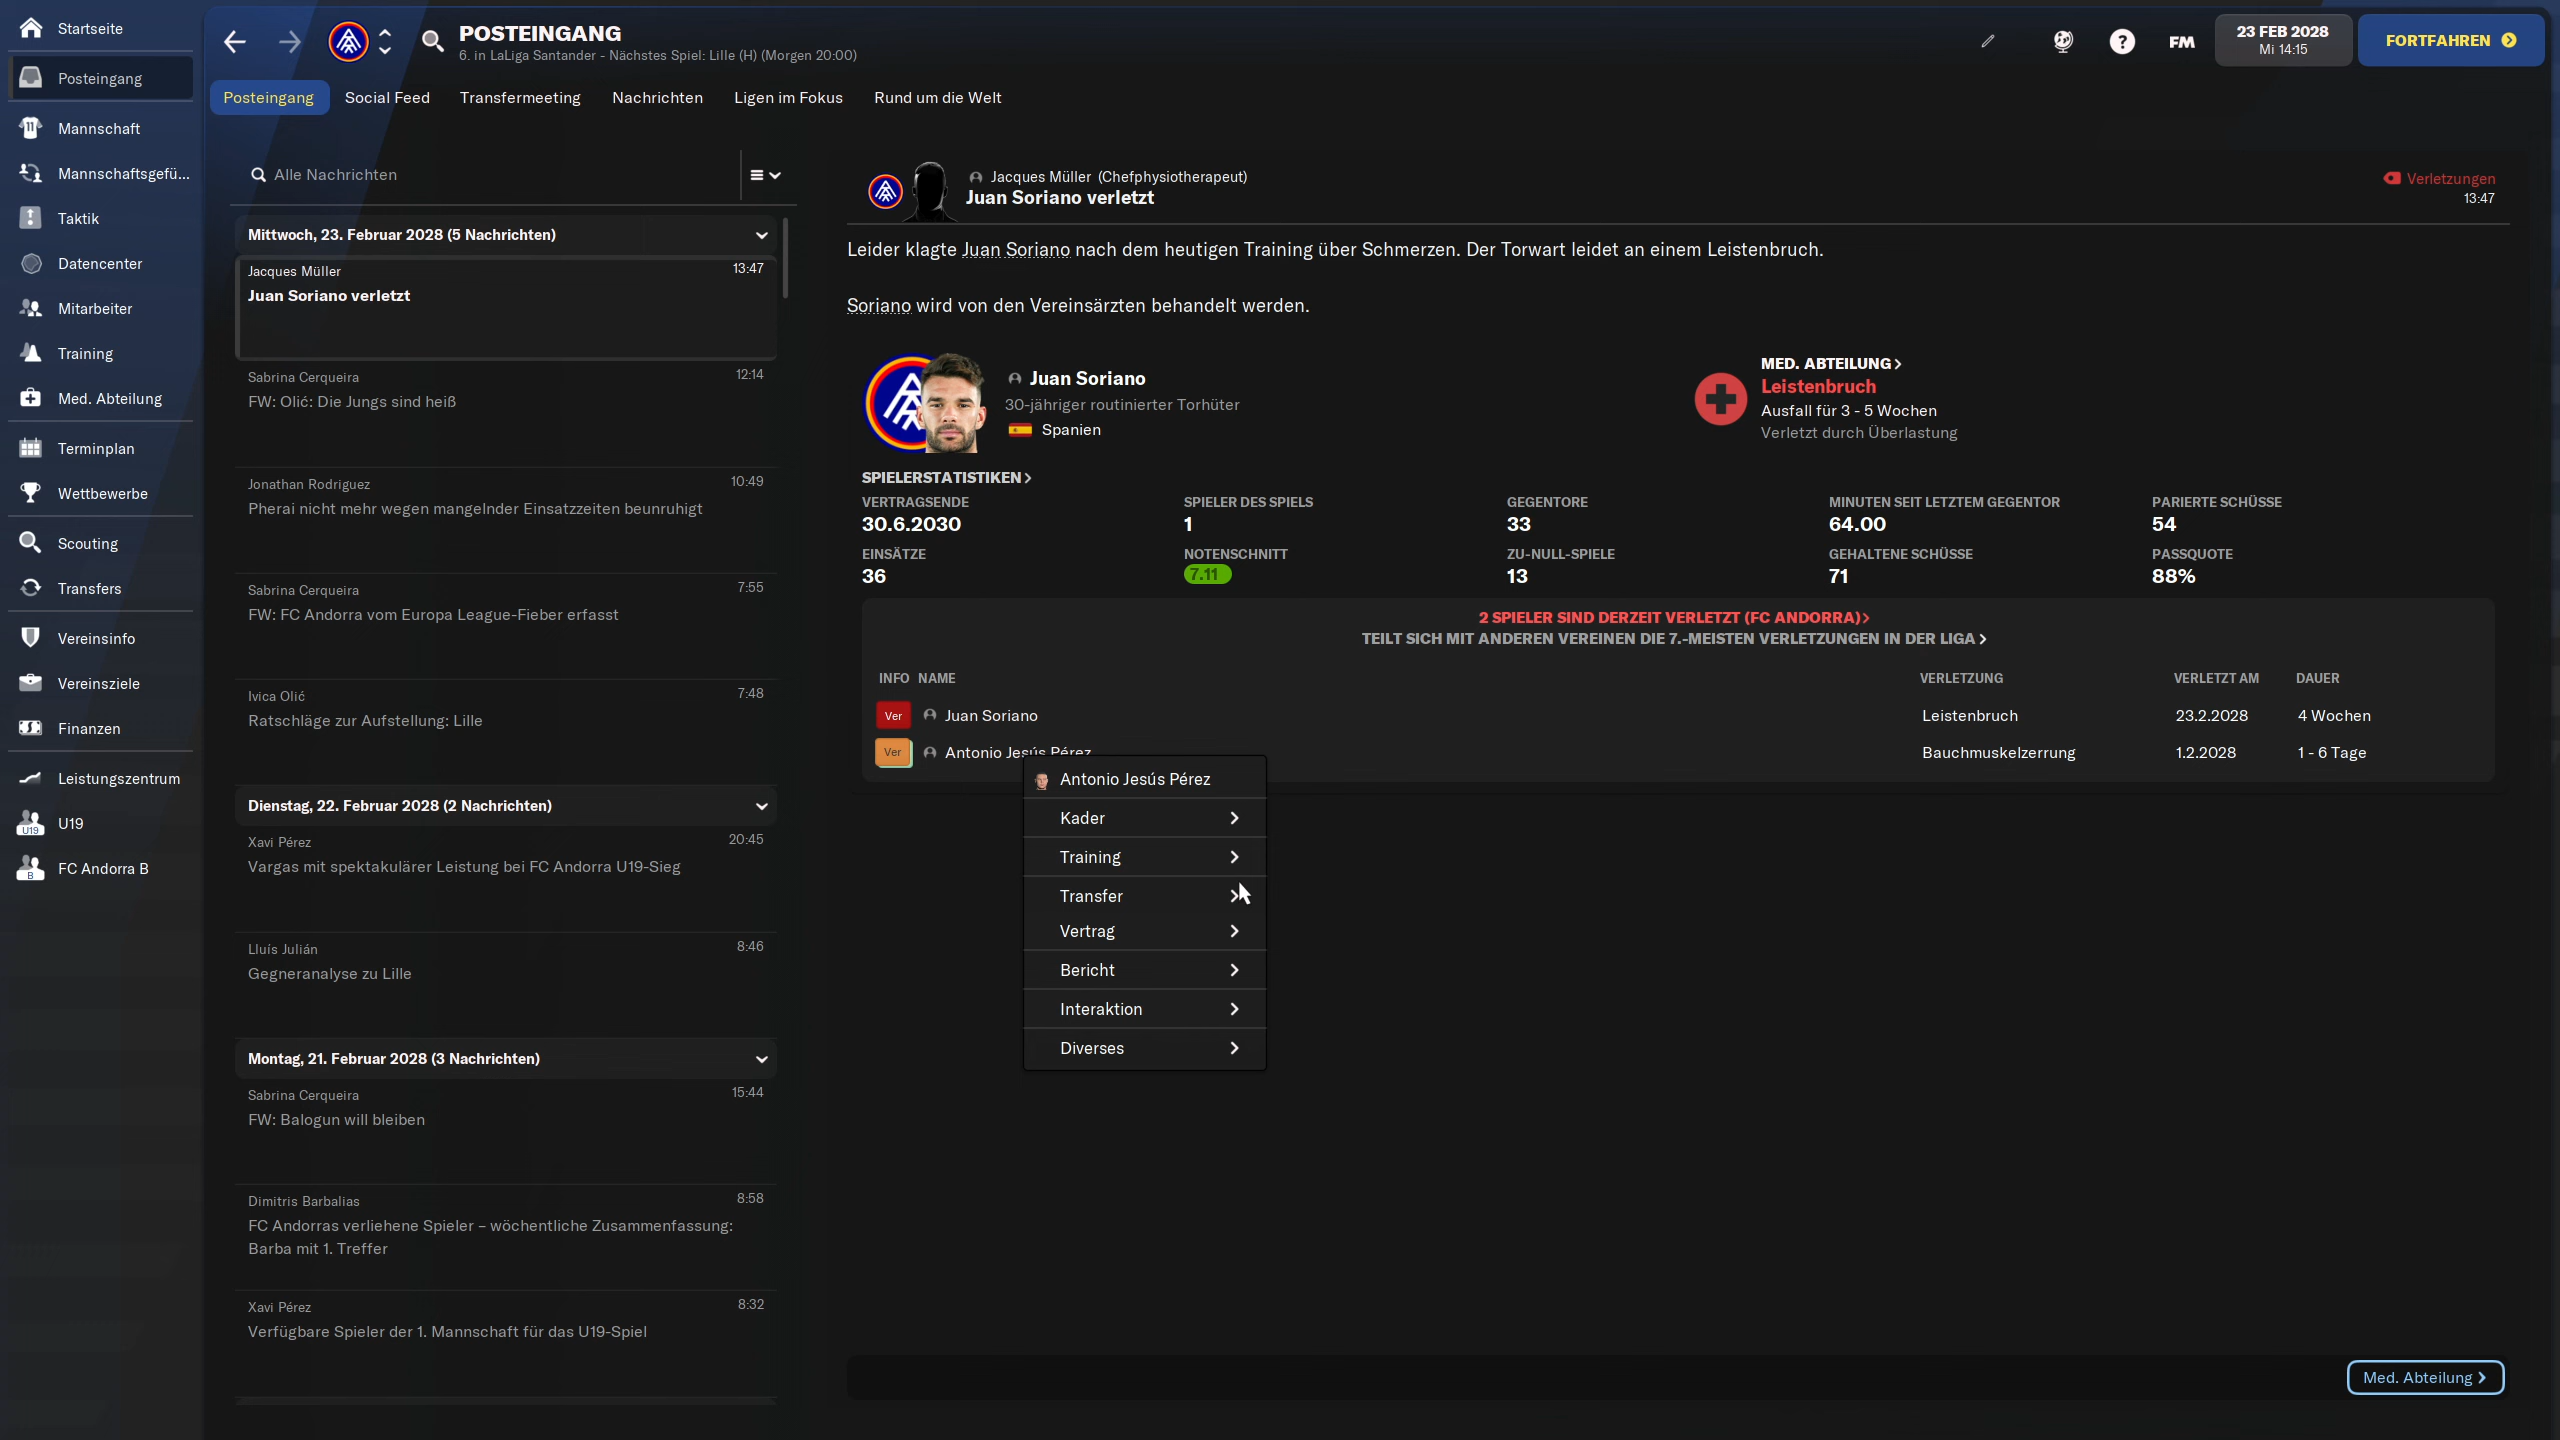 Startseite
Posteingang
Mannschaft
Mannschaftsgefü...
Taktik
Datencenter
Mitarbeiter
Training
Med. Abteilung
Terminplan
Wettbewerbe
Scouting
Transfers
Vereinsinfo
Vereinsziele
Finanzen
Leistungszentrum
U19
U19
B
FC Andorra B
POSTEINGANG
6. in LaLiga Santander - Nächstes Spiel: Lille (H) (Morgen 20:00)
FM
23 FEB 2028
Mi 14:15
FORTFAHREN
Posteingang Social Feed Transfermeeting Nachrichten Ligen im Fokus Rund um die Welt
Alle Nachrichten
Mittwoch, 23. Februar 2028 (5 Nachrichten)
Jacques Müller 13:47
Juan Soriano verletzt
Sabrina Cerqueira 12:14
FW: Olić: Die Jungs sind heiß
Jonathan Rodriguez 10:49
Pherai nicht mehr wegen mangelnder Einsatzzeiten beunruhigt
Sabrina Cerqueira 7:55
FW: FC Andorra vom Europa League-Fieber erfasst
Ivica Olić 7:48
Ratschläge zur Aufstellung: Lille
Dienstag, 22. Februar 2028 (2 Nachrichten)
Xavi Pérez 20:45
Vargas mit spektakulärer Leistung bei FC Andorra U19-Sieg
Lluís Julián 8:46
Gegneranalyse zu Lille
Montag, 21. Februar 2028 (3 Nachrichten)
Sabrina Cerqueira 15:44
FW: Balogun will bleiben
Dimitris Barbalias 8:58
FC Andorras verliehene Spieler – wöchentliche Zusammenfassung:
Barba mit 1. Treffer
Xavi Pérez 8:32
Verfügbare Spieler der 1. Mannschaft für das U19-Spiel
Jacques Müller (Chefphysiotherapeut)
Juan Soriano verletzt
Verletzungen
13:47
Leider klagte Juan Soriano nach dem heutigen Training über Schmerzen. Der Torwart leidet an einem Leistenbruch.
Soriano wird von den Vereinsärzten behandelt werden.
Juan Soriano
30-jähriger routinierter Torhüter
Spanien
MED. ABTEILUNG
Leistenbruch
Ausfall für 3 - 5 Wochen
Verletzt durch Überlastung
SPIELERSTATISTIKEN
VERTRAGSENDE SPIELER DES SPIELS GEGENTORE MINUTEN SEIT LETZTEM GEGENTOR PARIERTE SCHÜSSE
30.6.2030 1 33 64.00 54
EINSÄTZE NOTENSCHNITT ZU-NULL-SPIELE GEHALTENE SCHÜSSE PASSQUOTE
36 7.11 13 71 88%
2 SPIELER SIND DERZEIT VERLETZT (FC ANDORRA)
TEILT SICH MIT ANDEREN VEREINEN DIE 7.-MEISTEN VERLETZUNGEN IN DER LIGA
INFO NAME VERLETZUNG VERLETZT AM DAUER
Ver Juan Soriano Leistenbruch 23.2.2028 4 Wochen
Ver Antonio Jesús Pérez Bauchmuskelzerrung 1.2.2028 1 - 6 Tage
Antonio Jesús Pérez
Kader
Training
Transfer
Vertrag
Bericht
Interaktion
Diverses
Med. Abteilung